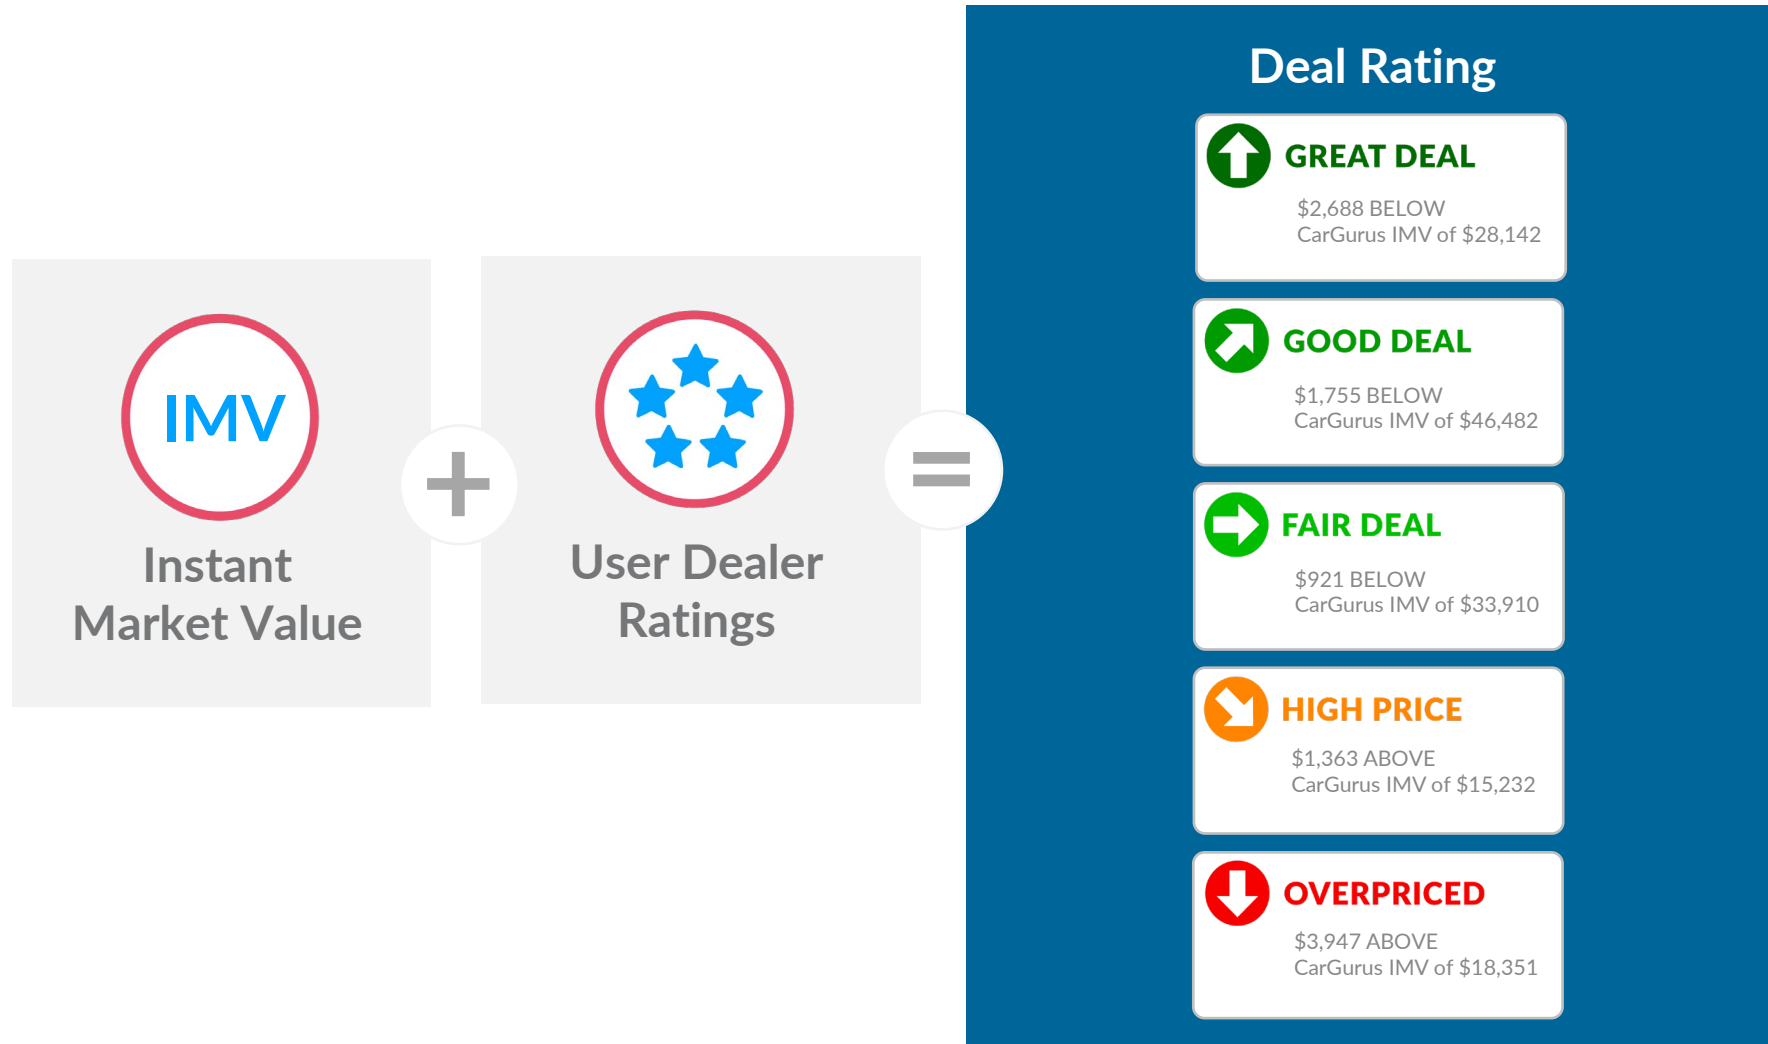 IMV
Instant
Market Value
+
User Dealer
Ratings
=
Deal Rating
GREAT DEAL
$2,688 BELOW
CarGurus IMV of $28,142
GOOD DEAL
$1,755 BELOW
CarGurus IMV of $46,482
FAIR DEAL
$921 BELOW
CarGurus IMV of $33,910
HIGH PRICE
$1,363 ABOVE
CarGurus IMV of $15,232
OVERPRICED
$3,947 ABOVE
CarGurus IMV of $18,351